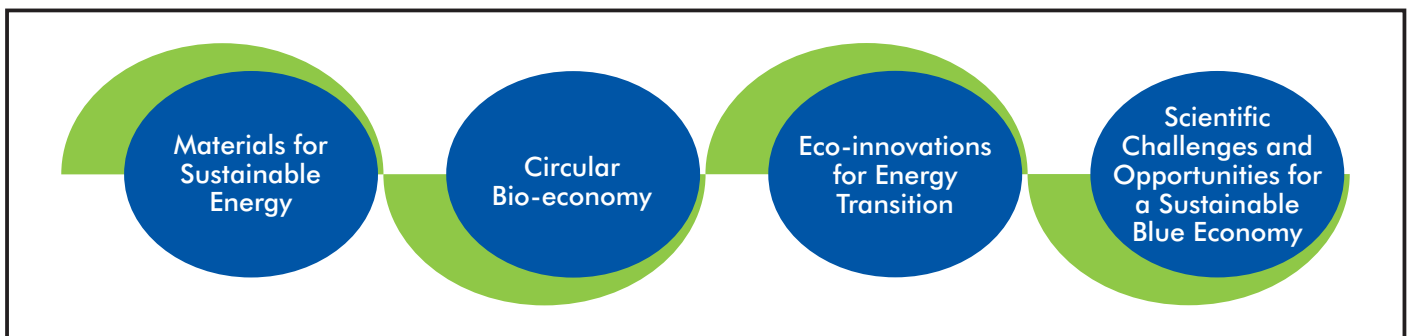 Materials for
Sustainable
Energy
Circular
Bio-economy
Eco-innovations
for Energy
Transition
Scientific
Challenges and
Opportunities for
a Sustainable
Blue Economy